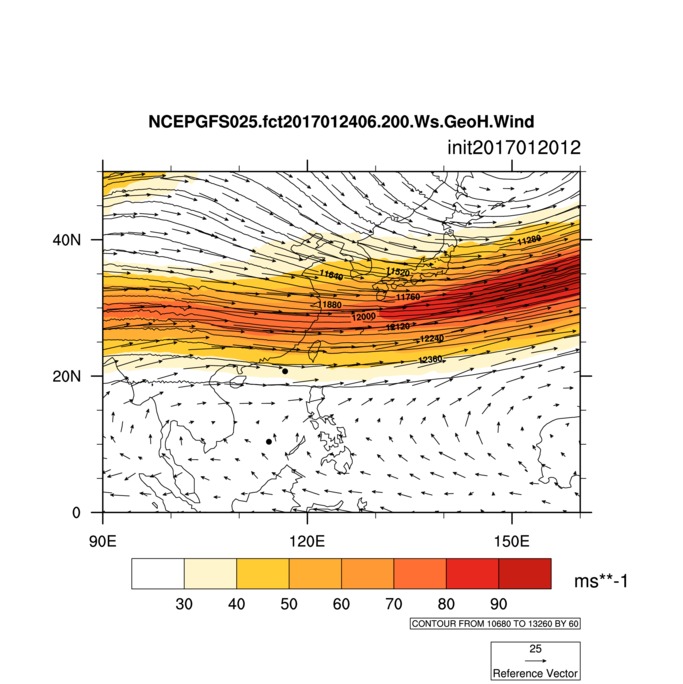 NCEPGFS025.fct2017012406.200.Ws.GeoH.Wind
init2017012012
40N
20N
0
11280
11640
11520
11760
11880
12000
12120
12240
12360
90E 120E 150E
30 40 50 60 70 80 90
ms**-1
CONTOUR FROM 10680 TO 13260 BY 60
25
Reference Vector